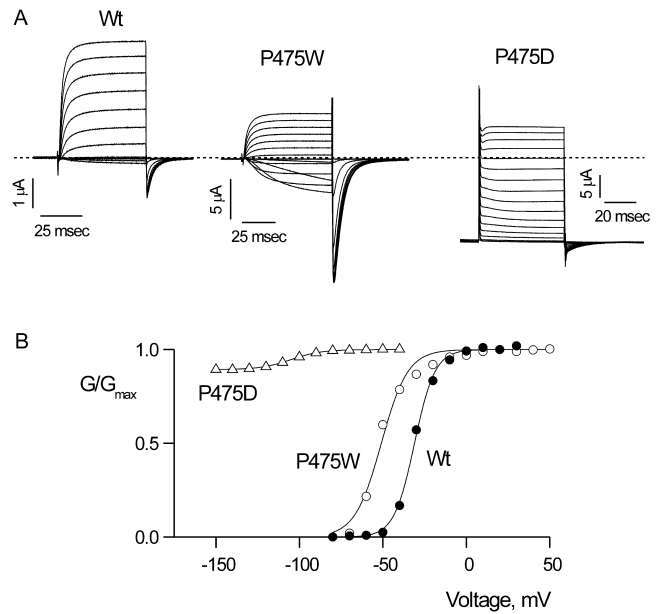 A
Wt
P475W
P475D
1 μA
25 msec
5 μA
25 msec
5 μA
20 msec
B
G/Gmax
1.0
0.5
0.0
P475D
P475W
Wt
-150
-100
-50
0
50
Voltage, mV